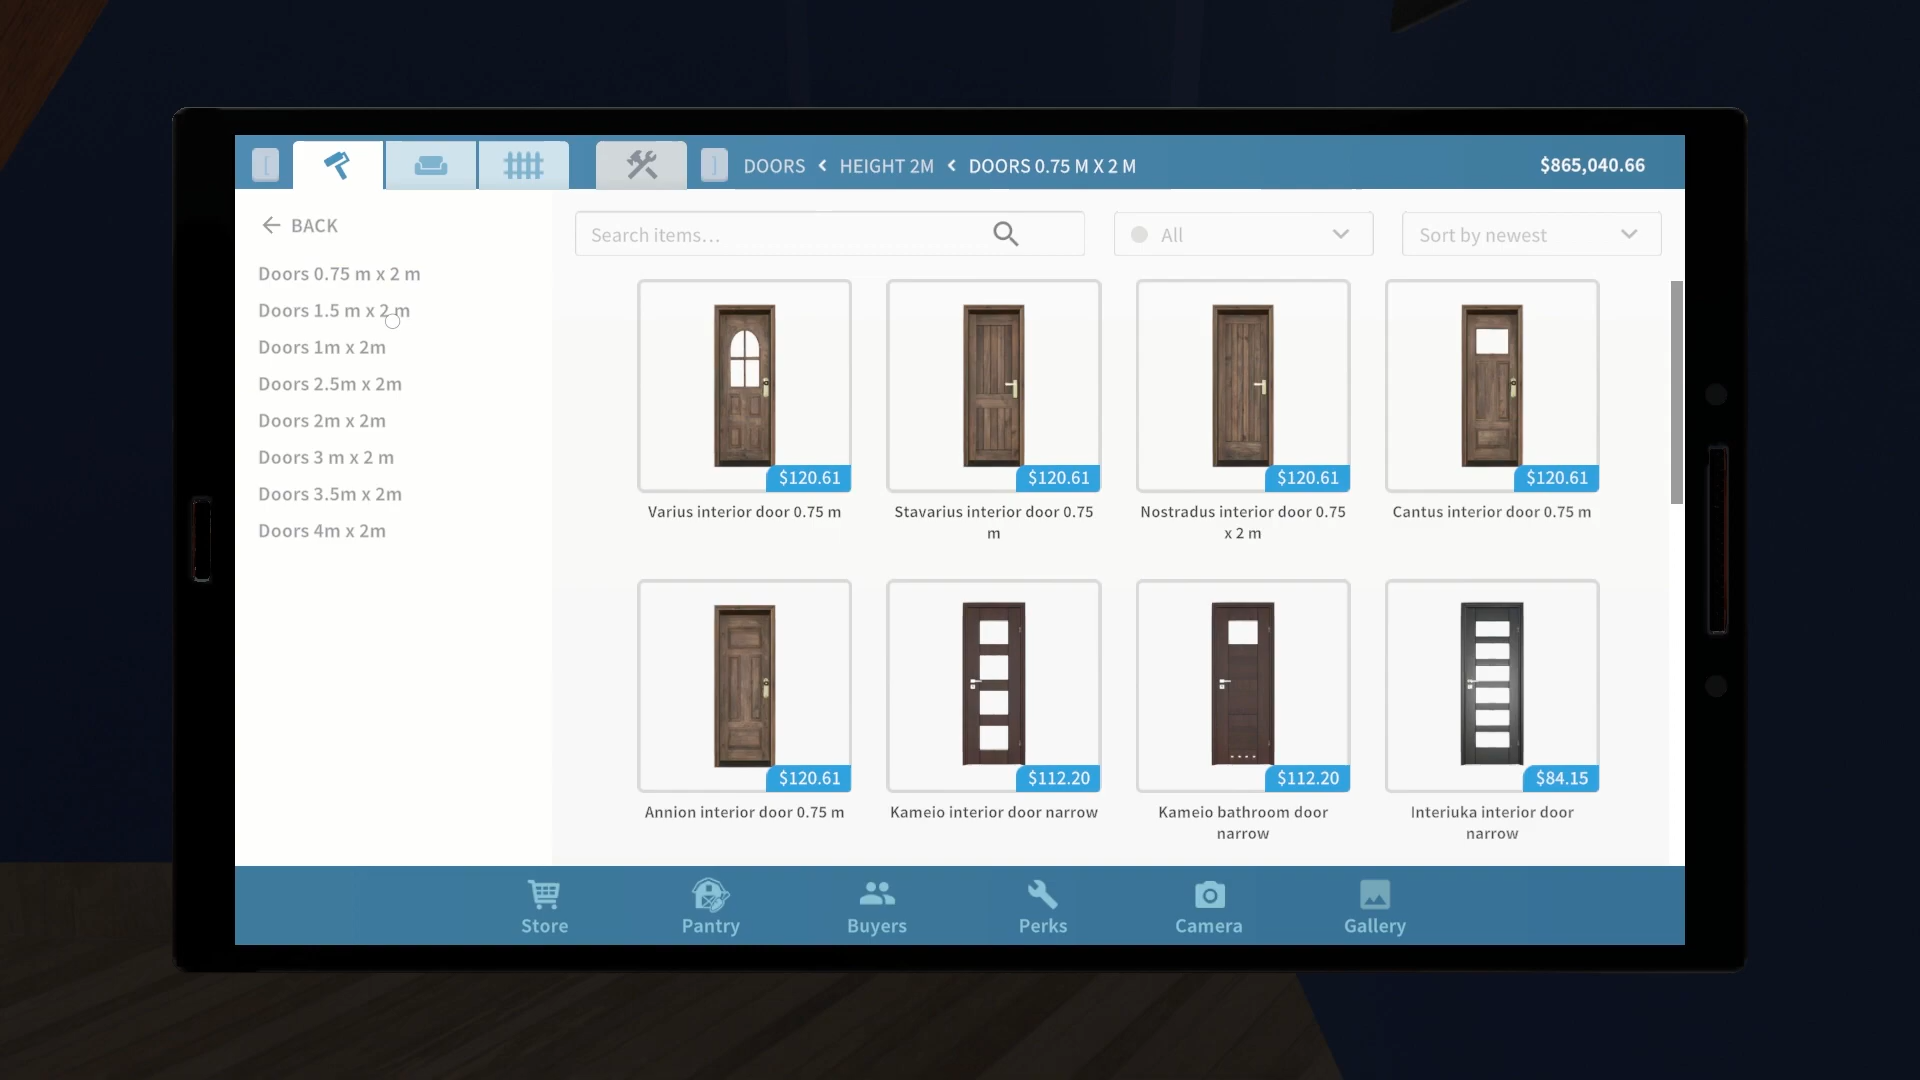 DOORS < HEIGHT 2M < DOORS 0.75 M X 2 M
$865,040.66
BACK
Doors 0.75 m x 2 m
Doors 1.5 m x 2 m
Doors 1m x 2m
Doors 2.5m x 2m
Doors 2m x 2m
Doors 3 m x 2 m
Doors 3.5m x 2m
Doors 4m x 2m
Search items...
All
Sort by newest
$120.61
Varius interior door 0.75 m
$120.61
Stavarius interior door 0.75
m
$120.61
Nostradus interior door 0.75
x 2 m
$120.61
Cantus interior door 0.75 m
$120.61
Annion interior door 0.75 m
$112.20
Kameio interior door narrow
$112.20
Kameio bathroom door
narrow
$84.15
Interiuka interior door
narrow
Store
Pantry
Buyers
Perks
Camera
Gallery